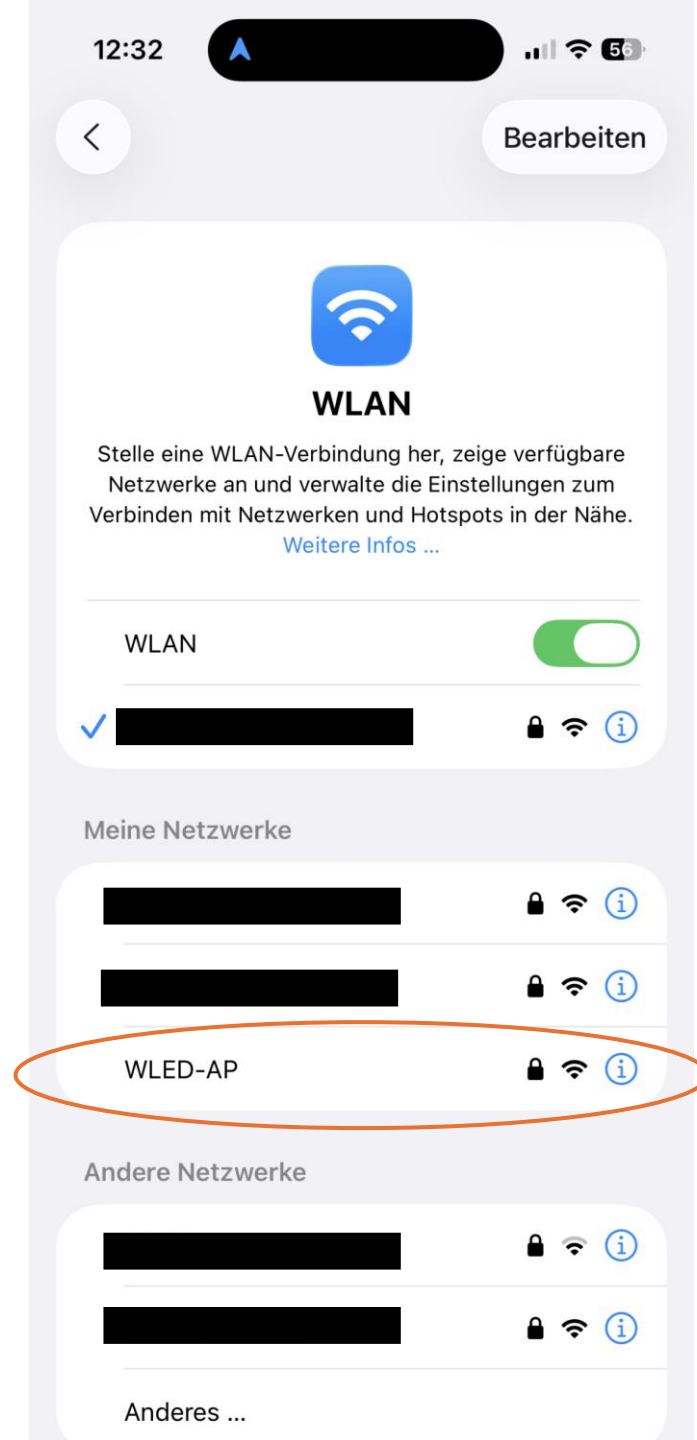 12:32
56
Bearbeiten
WLAN
Stelle eine WLAN-Verbindung her, zeige verfügbare
Netzwerke an und verwalte die Einstellungen zum
Verbinden mit Netzwerken und Hotspots in der Nähe.
Weitere Infos ...
WLAN
Meine Netzwerke
WLED-AP
Andere Netzwerke
Anderes ...